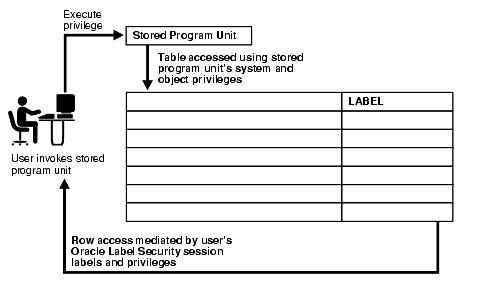 Execute
privilege
Stored Program Unit
Table accessed using stored
program unit's system and
object privileges
LABEL
User invokes stored
program unit
Row access mediated by user's
Oracle Label Security session
labels and privileges